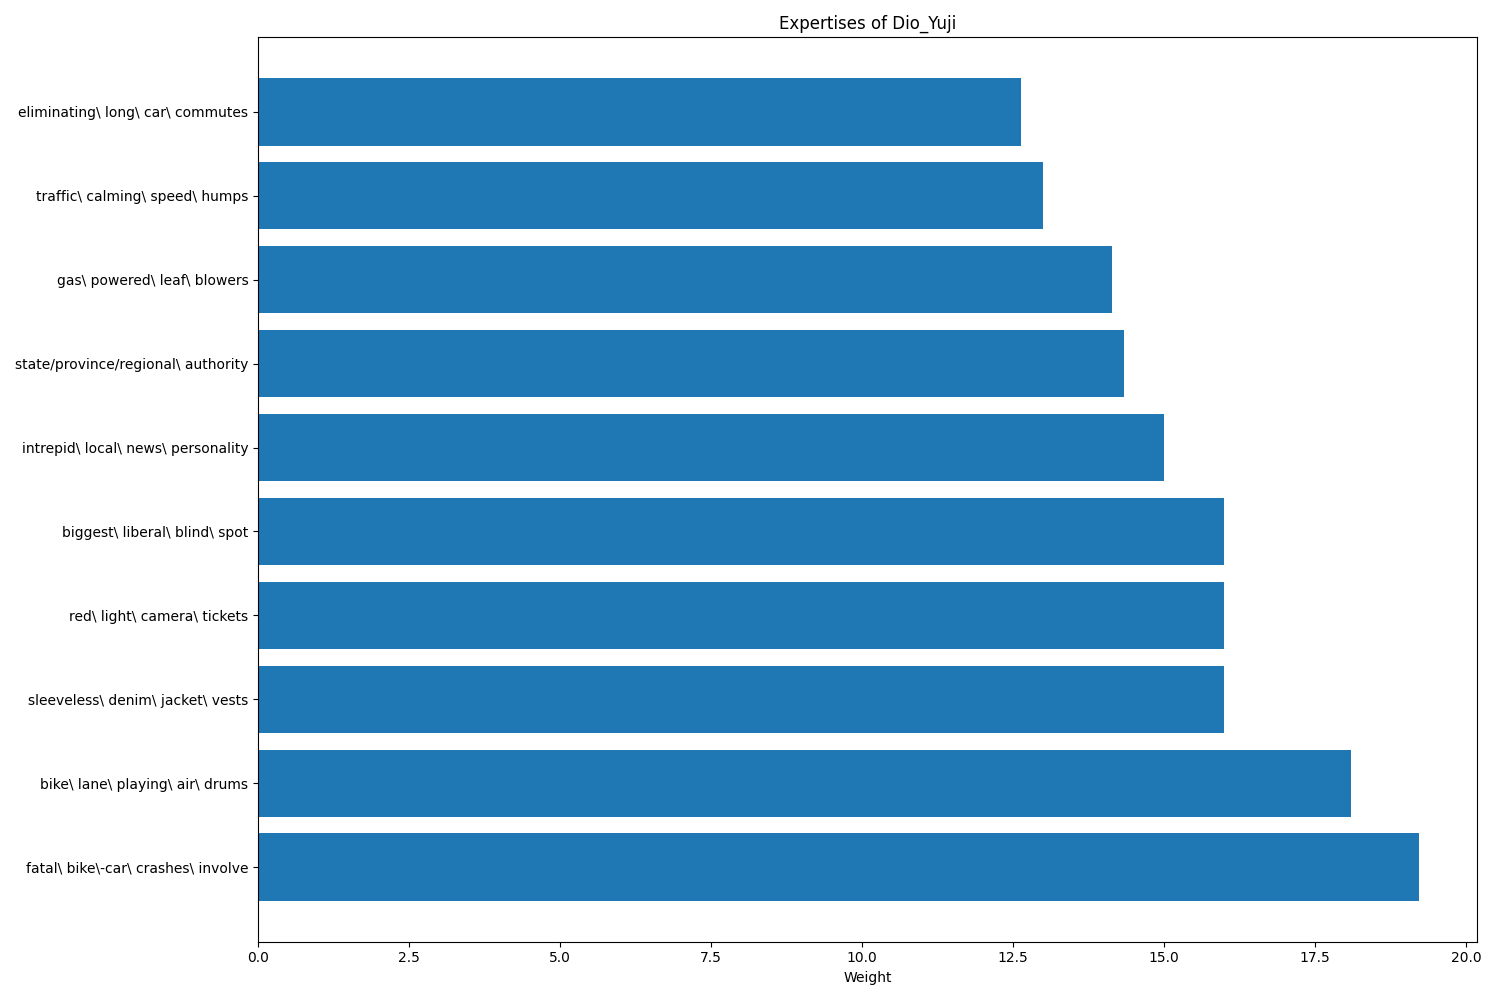 Expertises of Dio_Yuji
eliminating\ long\ car\ commutes
traffic\ calming\ speed\ humps
gas\ powered\ leaf\ blowers
state/province/regional\ authority
intrepid\ local\ news\ personality
biggest\ liberal\ blind\ spot
red\ light\ camera\ tickets
sleeveless\ denim\ jacket\ vests
bike\ lane\ playing\ air\ drums
fatal\ bike\-car\ crashes\ involve
0.0 2.5 5.0 7.5 10.0 12.5 15.0 17.5 20.0
Weight